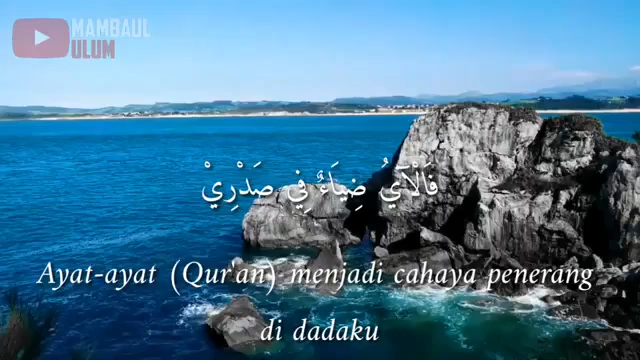 MAMBAUL
ULUM
فَالْآيُ ضِيَاءٌ فِي صَدْرِيْ
Ayat-ayat (Qur'an) menjadi cahaya penerang
di dadaku